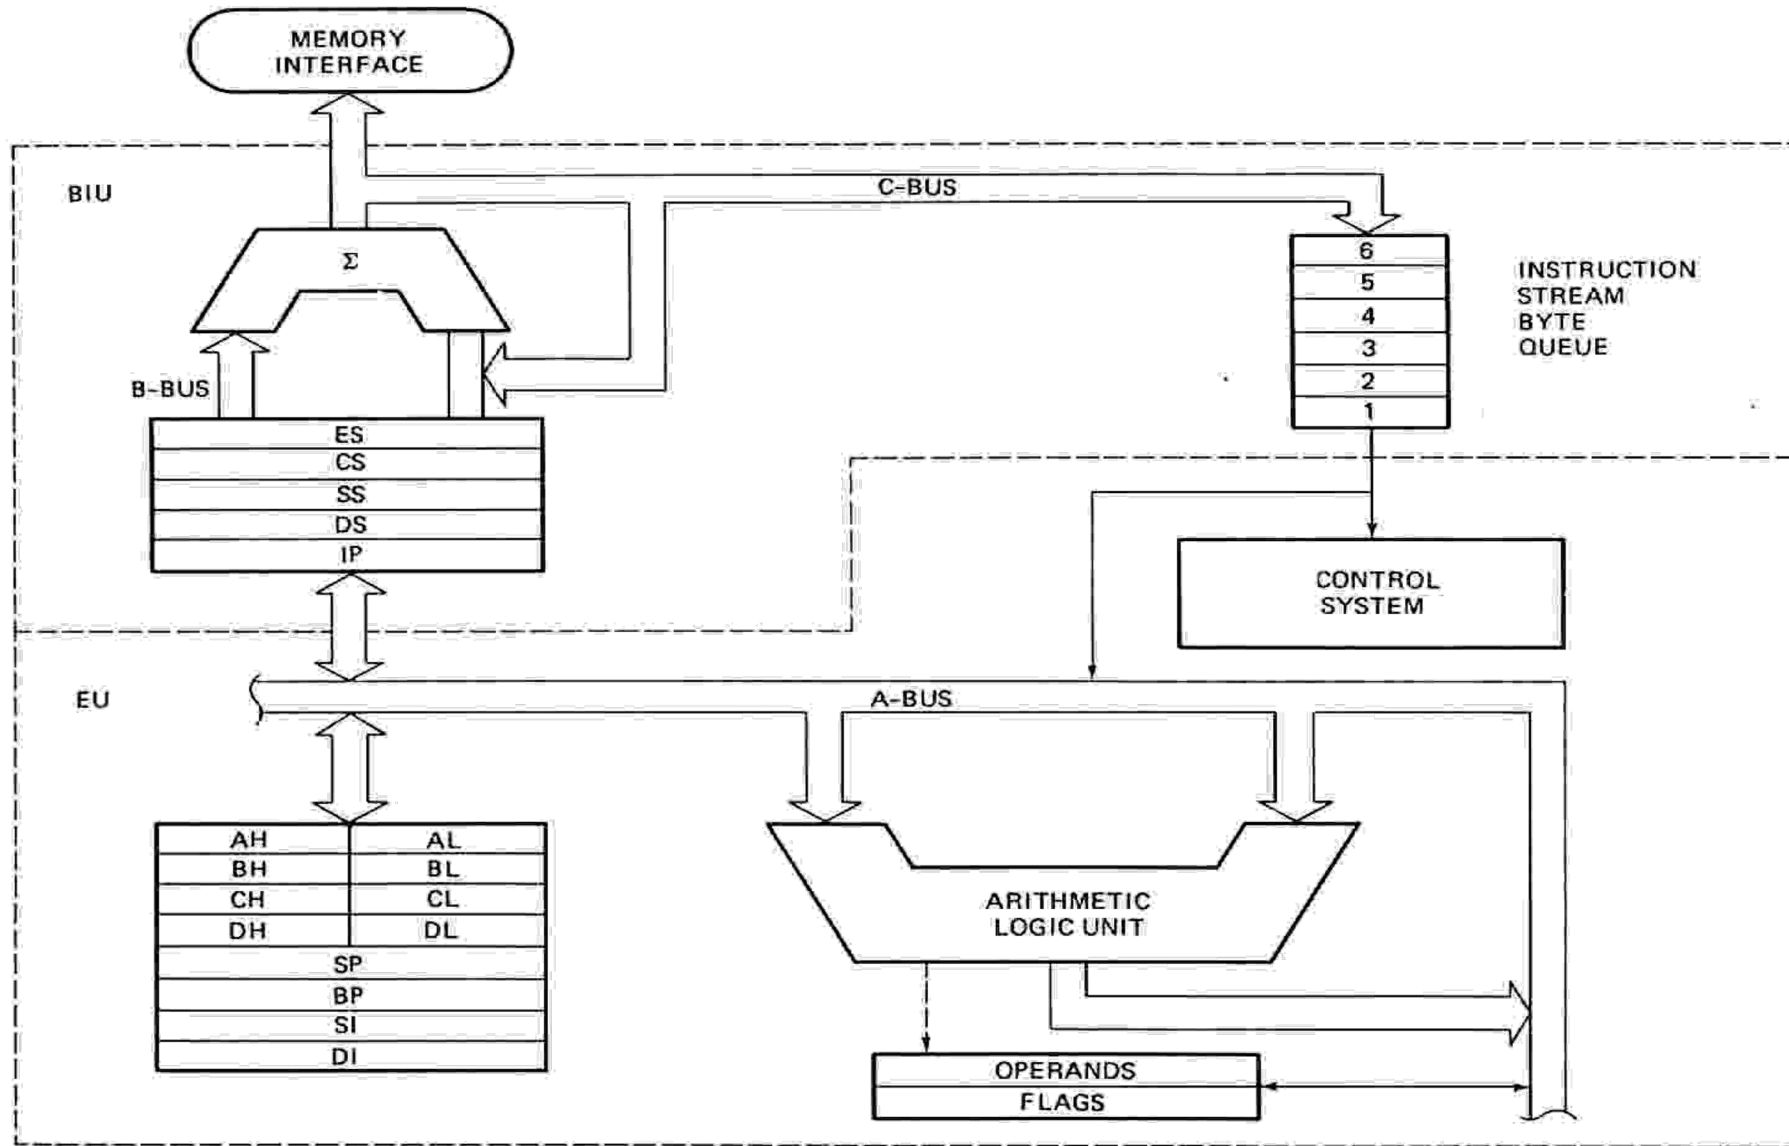 MEMORY
INTERFACE
BIU
C-BUS
Σ
B-BUS
6
5
4
3
2
1
INSTRUCTION
STREAM
BYTE
QUEUE
ES
CS
SS
DS
IP
CONTROL
SYSTEM
EU
A-BUS
AH AL
BH BL
CH CL
DH DL
SP
BP
SI
DI
ARITHMETIC
LOGIC UNIT
OPERANDS
FLAGS